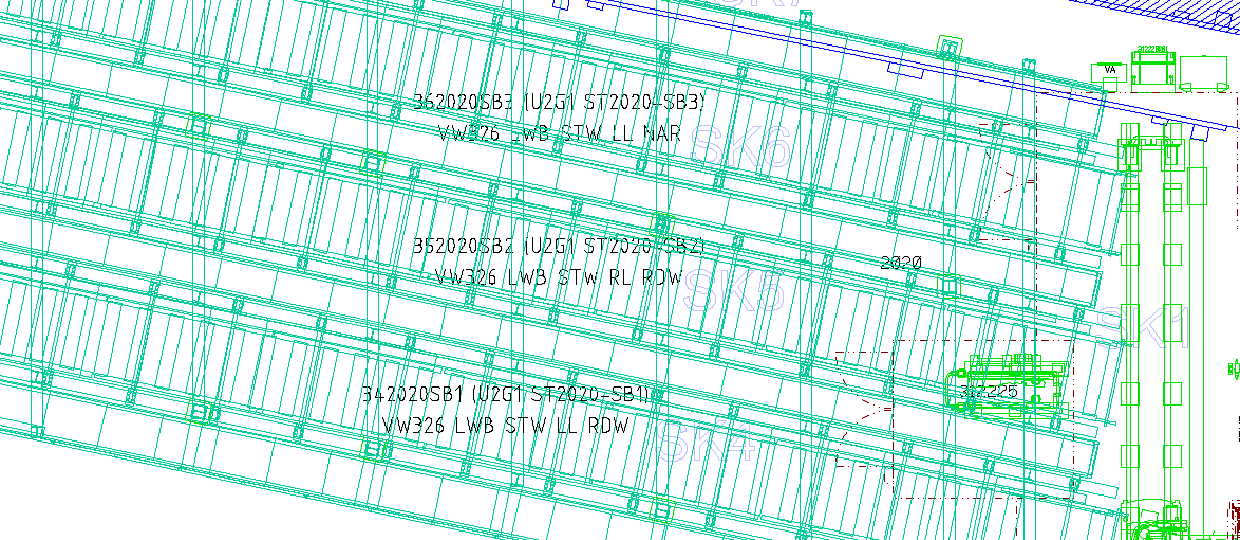 362020SB3 (U2G1 ST2020-SB3)
VW326 LWB STW LL NAR
SK6
VA
362020SB2 (U2G1 ST2020-SB2)
VW326 LWB STW RL RDW
SK5
2020
SK1
342020SB1 (U2G1 ST2020-SB1)
VW326 LWB STW LL RDW
SK4
312225